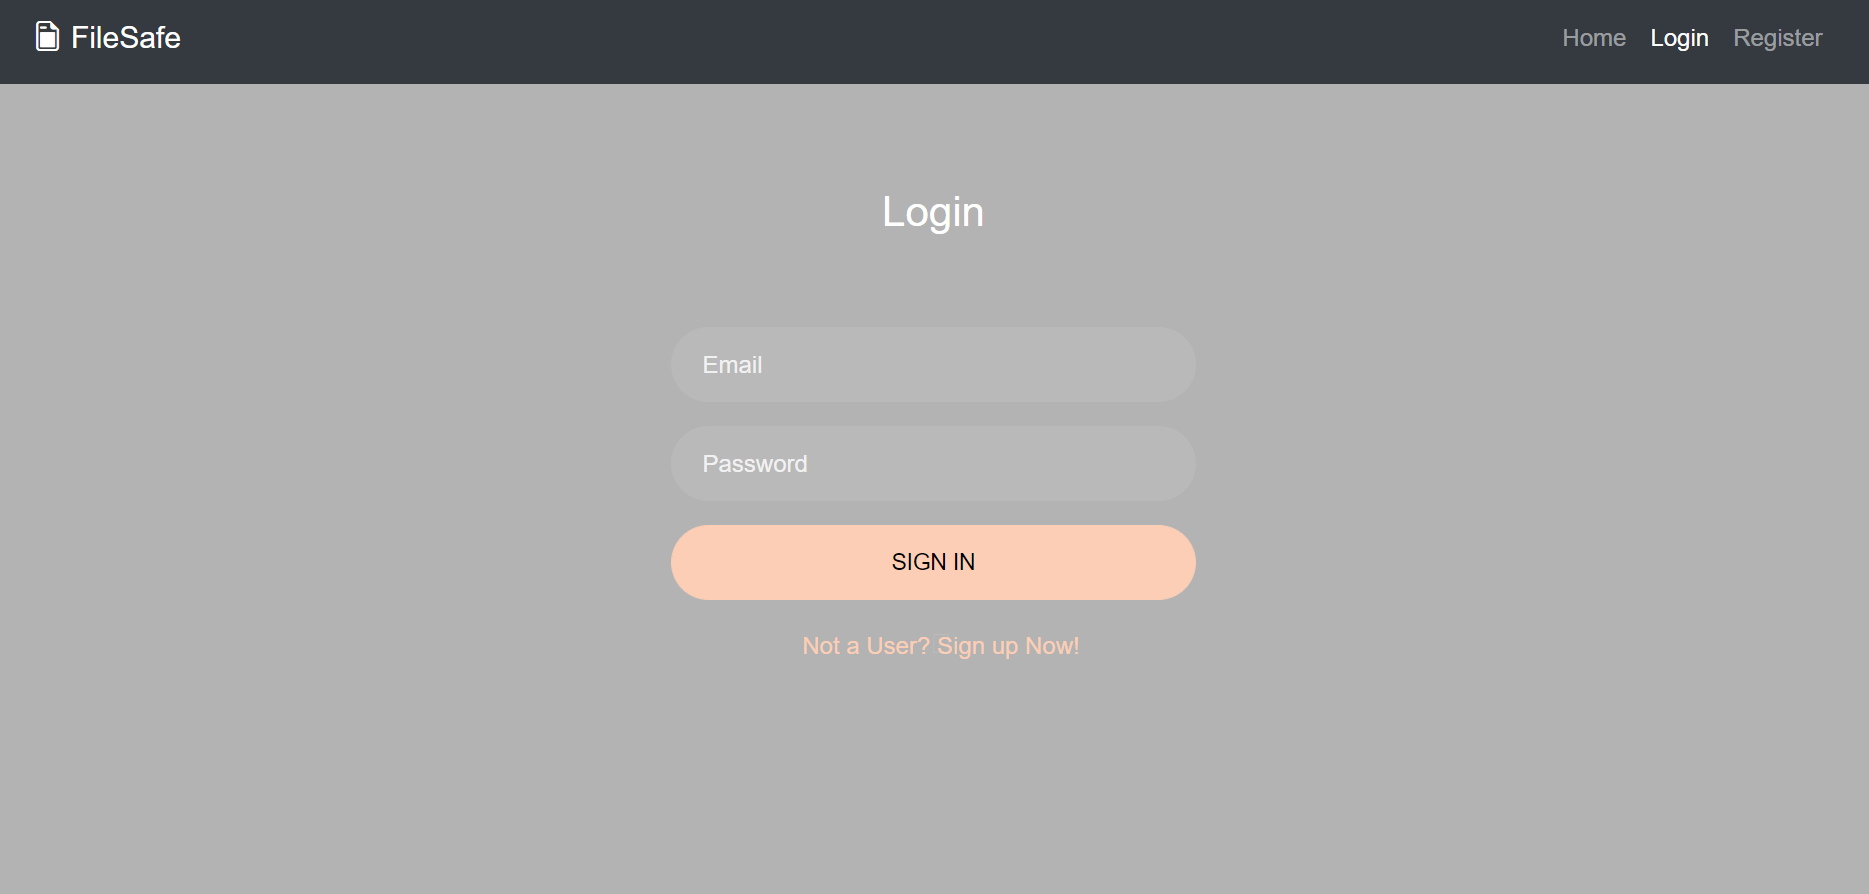 FileSafe
Home Login Register
Login
Email
Password
SIGN IN
Not a User? Sign up Now!